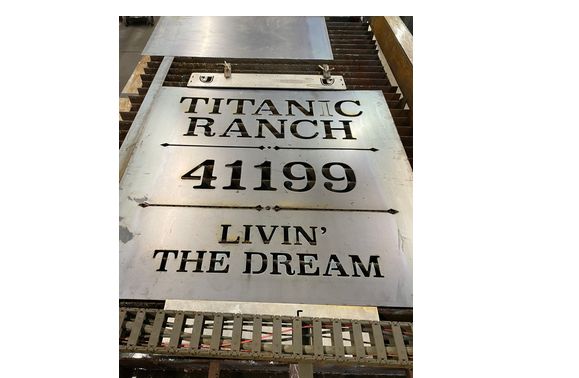 TITANIC
RANCH
41199
LIVIN'
THE DREAM